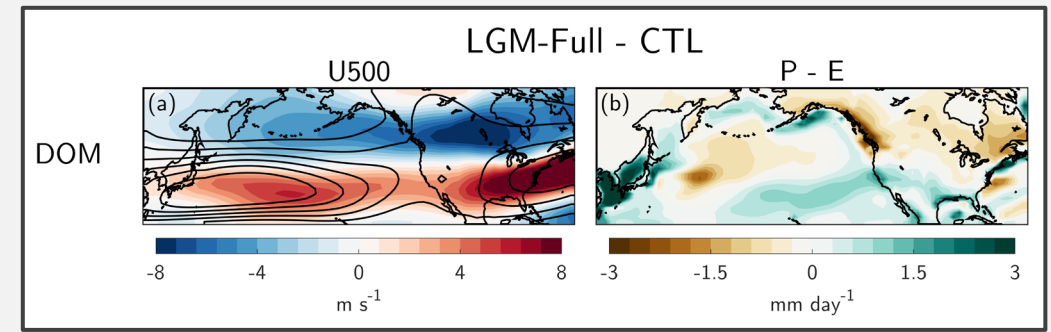 LGM-Full - CTL
U500
P - E
(a)
(b)
DOM
-8 -4 0 4 8
-3 -1.5 0 1.5 3
m s⁻¹
mm day⁻¹